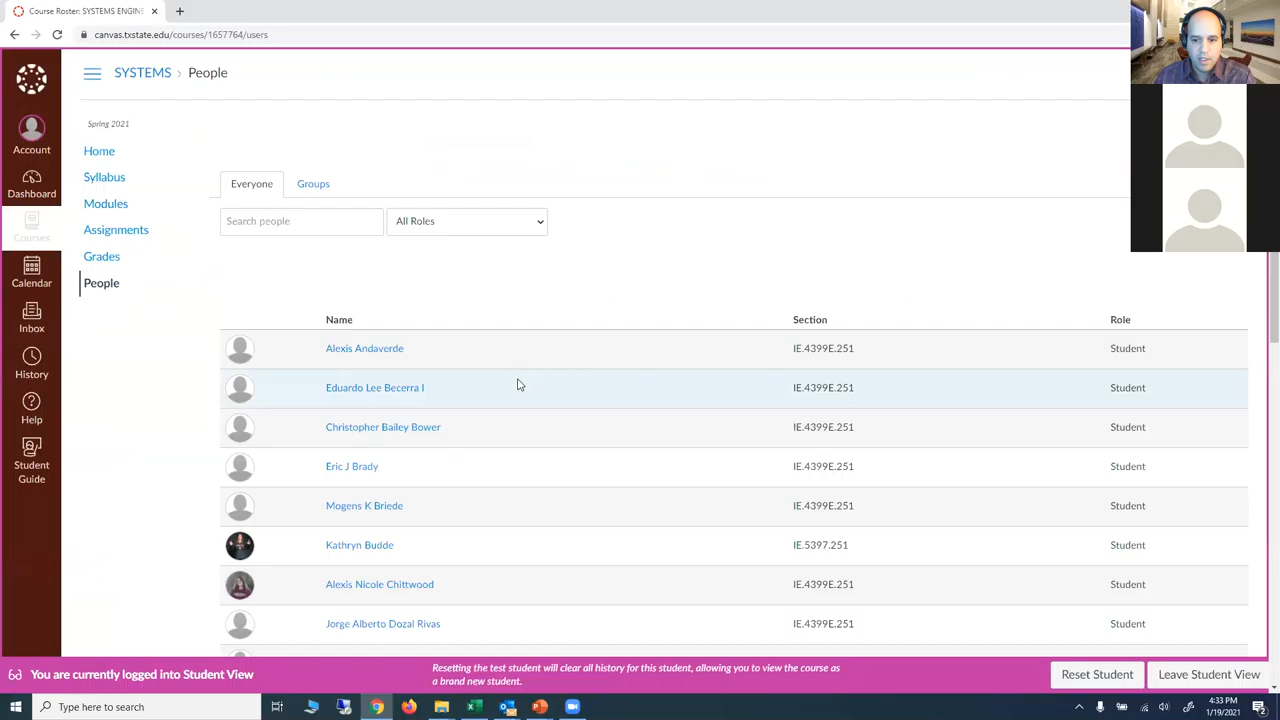 Course Roster: SYSTEMS ENGIN
canvas.txstate.edu/courses/1657764/users
SYSTEMS › People
Account
Dashboard
Courses
Calendar
Inbox
History
Help
Student
Guide
Spring 2021
Home
Syllabus
Modules
Assignments
Grades
People
Everyone Groups
Search people All Roles
Name Section Role
Alexis Andaverde IE.4399E.251 Student
Eduardo Lee Becerra I IE.4399E.251 Student
Christopher Bailey Bower IE.4399E.251 Student
Eric J Brady IE.4399E.251 Student
Mogens K Briede IE.4399E.251 Student
Kathryn Budde IE.5397.251 Student
Alexis Nicole Chittwood IE.4399E.251 Student
Jorge Alberto Dozal Rivas IE.4399E.251 Student
You are currently logged into Student View
Resetting the test student will clear all history for this student, allowing you to view the course as
a brand new student.
Reset Student Leave Student View
Type here to search
4:33 PM
1/19/2021